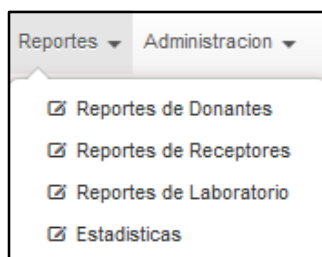 Reportes Administracion
Reportes de Donantes
Reportes de Receptores
Reportes de Laboratorio
Estadisticas